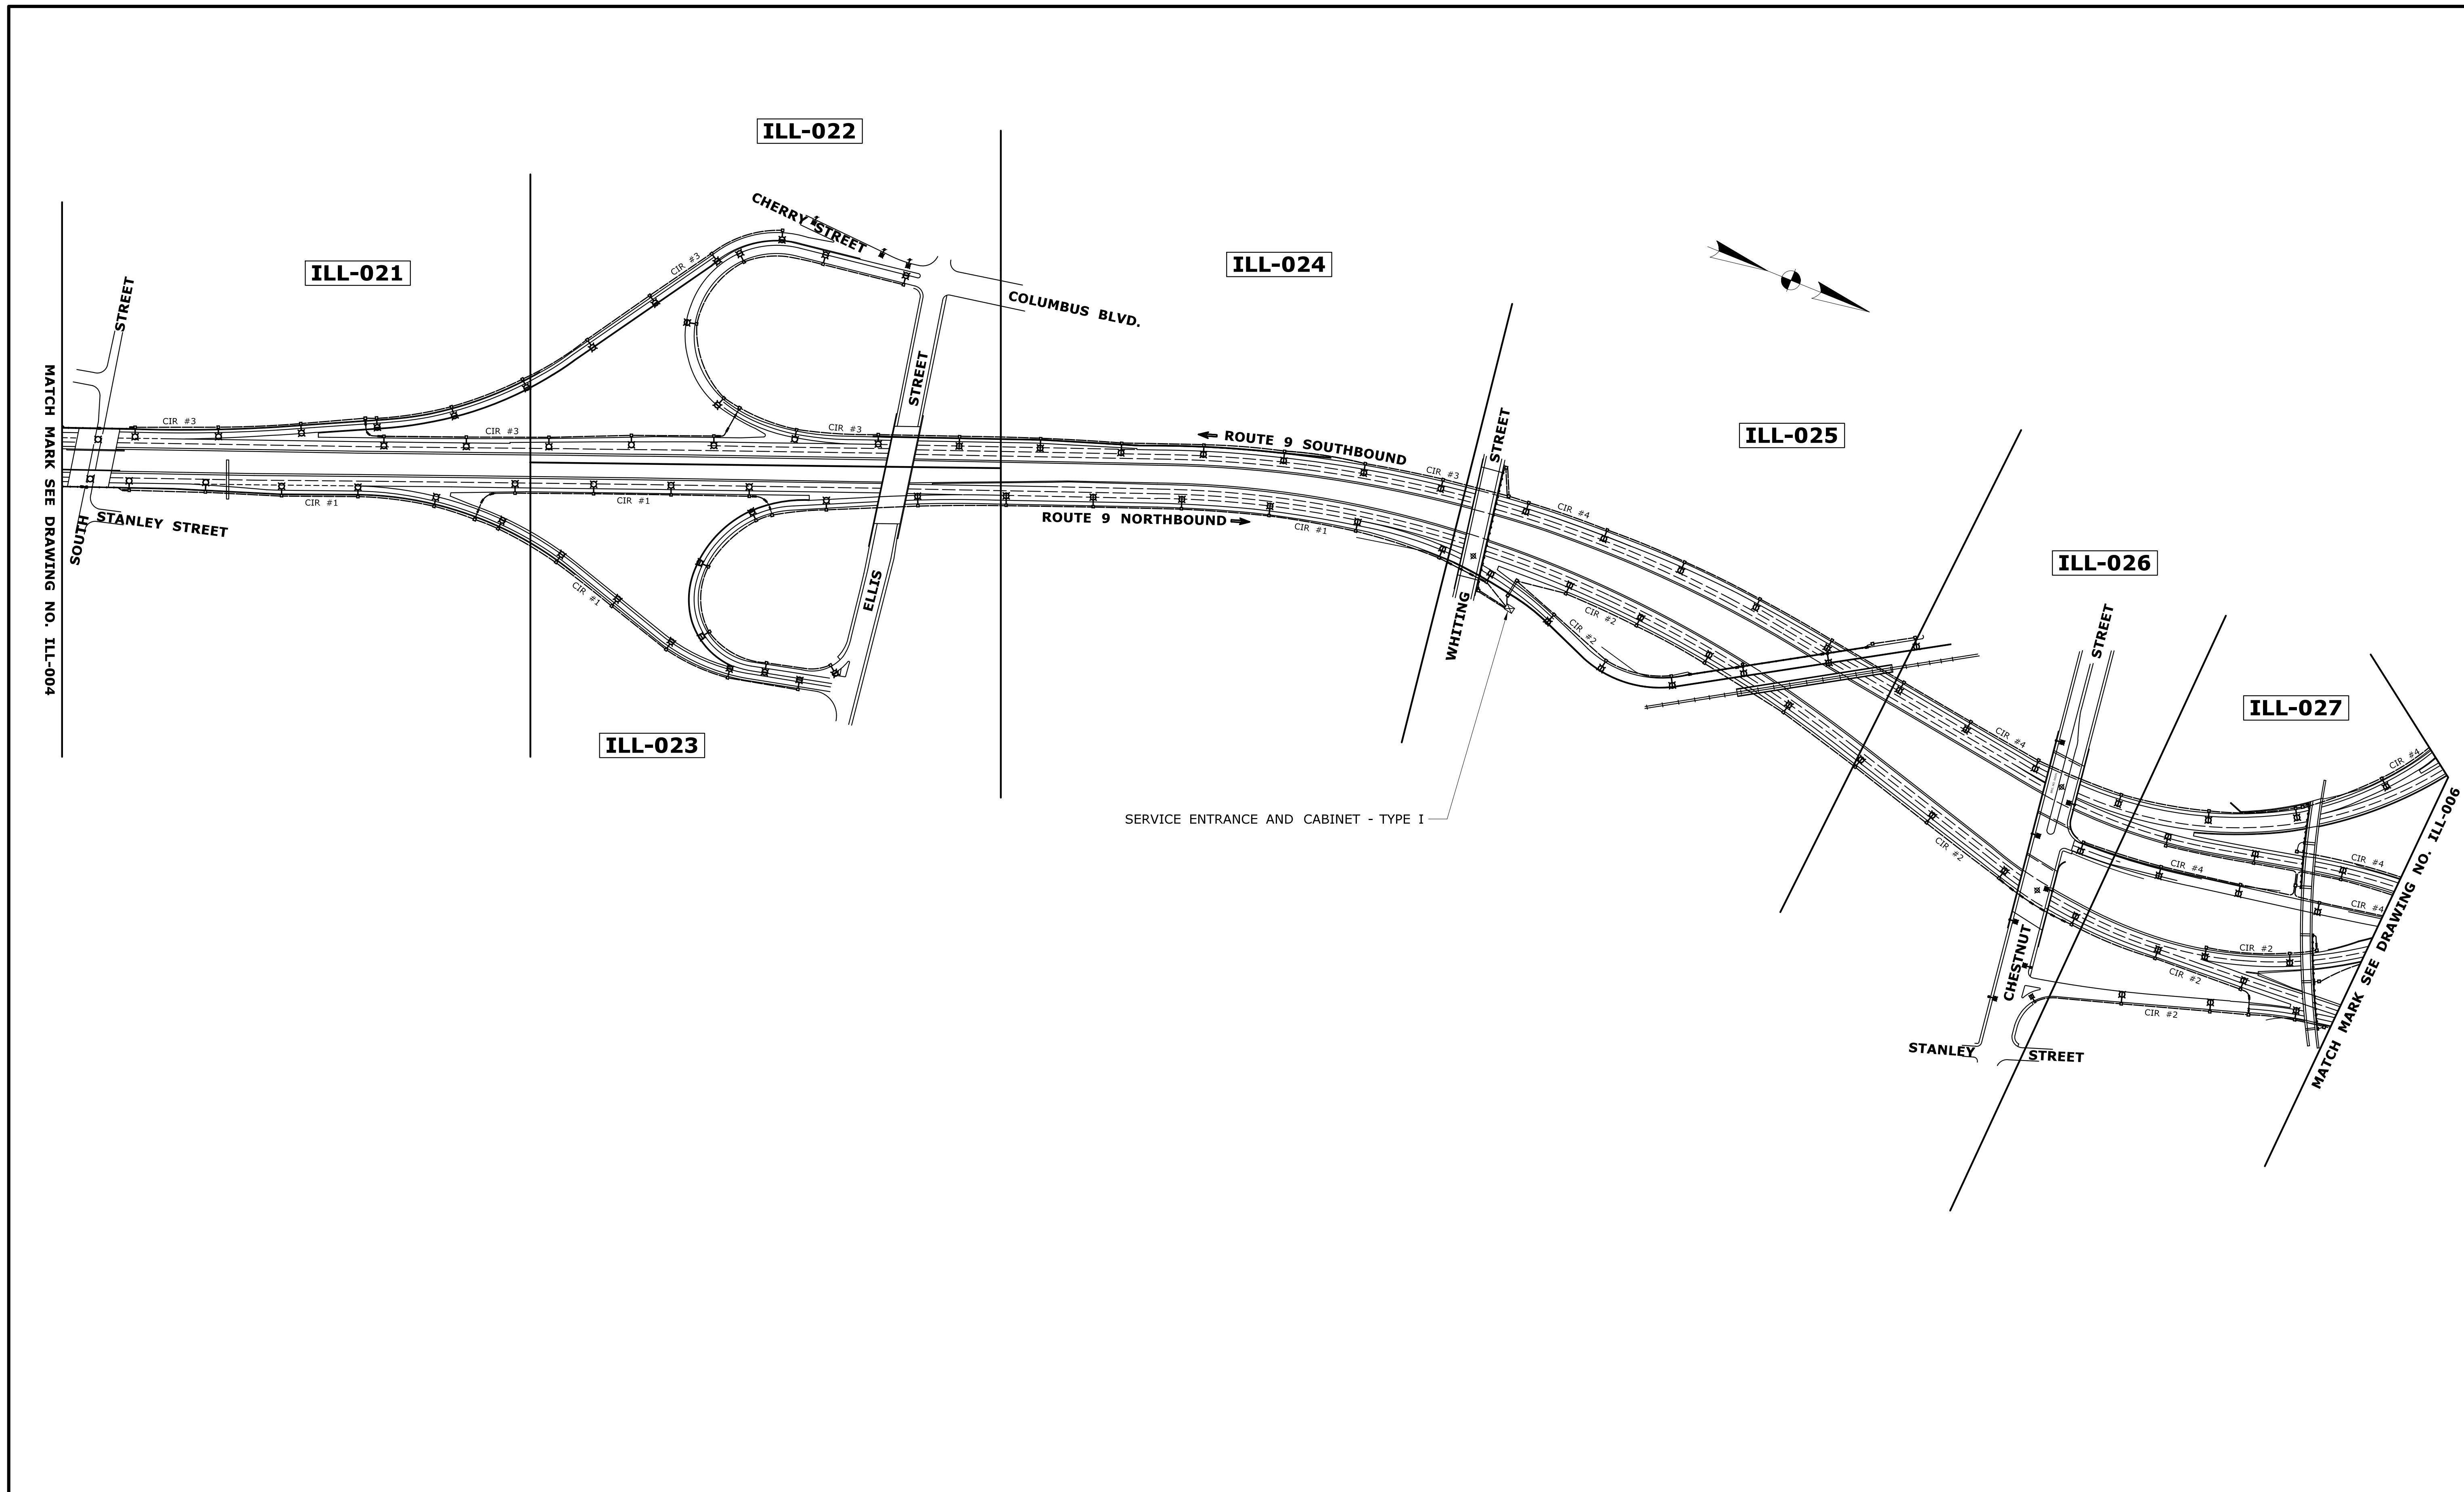 ILL-022
CHERRY STREET
ILL-021
ILL-024
COLUMBUS BLVD.
STREET
CIR #3
STREET
MATCH MARK SEE DRAWING NO. ILL-004
CIR #3
CIR #3
CIR #3
ROUTE 9 SOUTHBOUND
CIR #3
STREET
ILL-025
CIR #1
CIR #1
SOUTH
STANLEY STREET
ROUTE 9 NORTHBOUND
CIR #1
CIR #4
ILL-026
CIR #1
ELLIS
WHITING
CIR #2
CIR #2
STREET
ILL-023
ILL-027
CIR #4
CIR #4
SERVICE ENTRANCE AND CABINET - TYPE I
CIR #2
CIR #4
CIR #4
CIR #4
CHESTNUT
CIR #2
CIR #2
CIR #2
STANLEY STREET
MATCH MARK SEE DRAWING NO. ILL-006